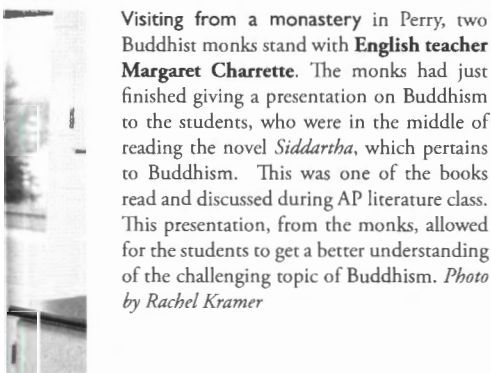 Visiting from a monastery in Perry, two
Buddhist monks stand with English teacher
Margaret Charrette. The monks had just
finished giving a presentation on Buddhism
to the students, who were in the middle of
reading the novel Siddartha, which pertains
to Buddhism. This was one of the books
read and discussed during AP literature class.
This presentation, from the monks, allowed
for the students to get a better understanding
of the challenging topic of Buddhism. Photo
by Rachel Kramer